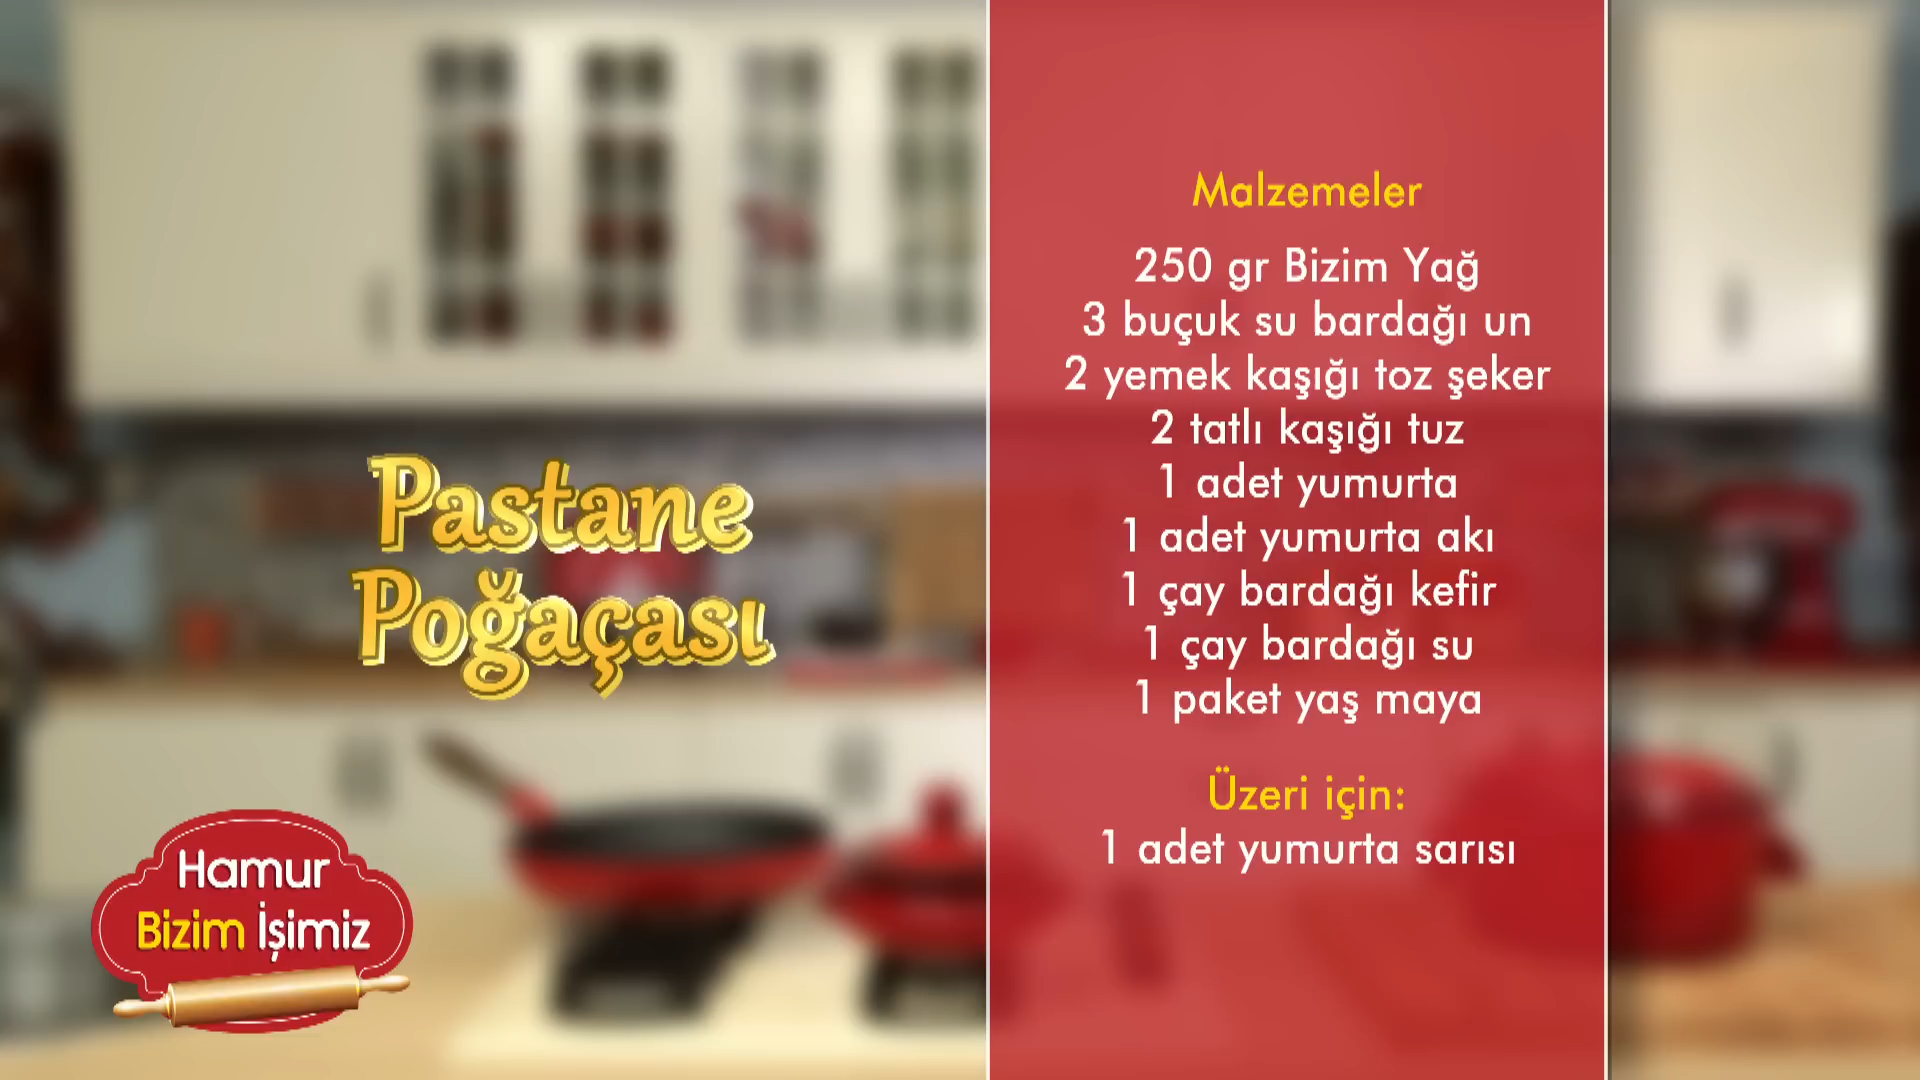 Pastane
Poğaçası
Hamur
Bizim İşimiz
Malzemeler
250 gr Bizim Yağ
3 buçuk su bardağı un
2 yemek kaşığı toz şeker
2 tatlı kaşığı tuz
1 adet yumurta
1 adet yumurta akı
1 çay bardağı kefir
1 çay bardağı su
1 paket yaş maya
Üzeri için:
1 adet yumurta sarısı